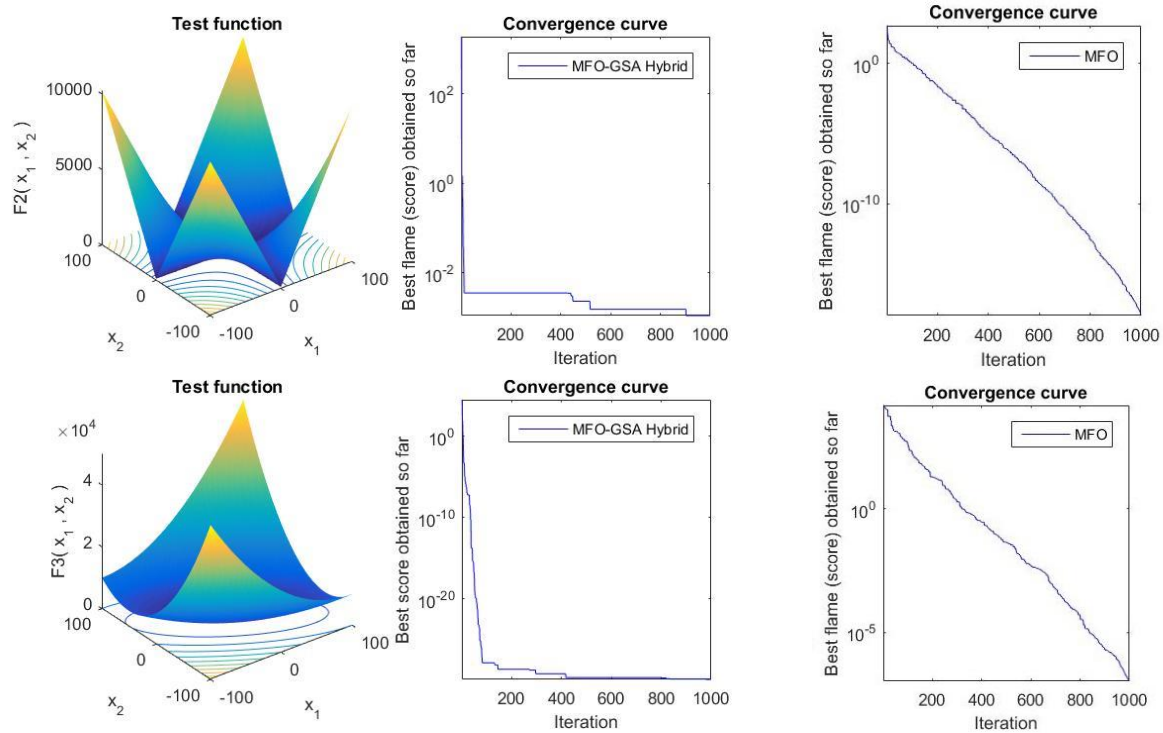 Test function
F2( x1 , x2 )
10000
5000
0
100
0
-100
x2
-100
0
100
x1
Convergence curve
Best flame (score) obtained so far
MFO-GSA Hybrid
10^2
10^0
10^-2
200 400 600 800 1000
Iteration
Convergence curve
Best flame (score) obtained so far
MFO
10^0
10^-10
200 400 600 800 1000
Iteration
Test function
F3( x1 , x2 )
×10^4
4
2
0
100
0
-100
x2
-100
0
100
x1
Convergence curve
Best score obtained so far
MFO-GSA Hybrid
10^0
10^-10
10^-20
200 400 600 800 1000
Iteration
Convergence curve
Best flame (score) obtained so far
MFO
10^0
10^-5
200 400 600 800 1000
Iteration